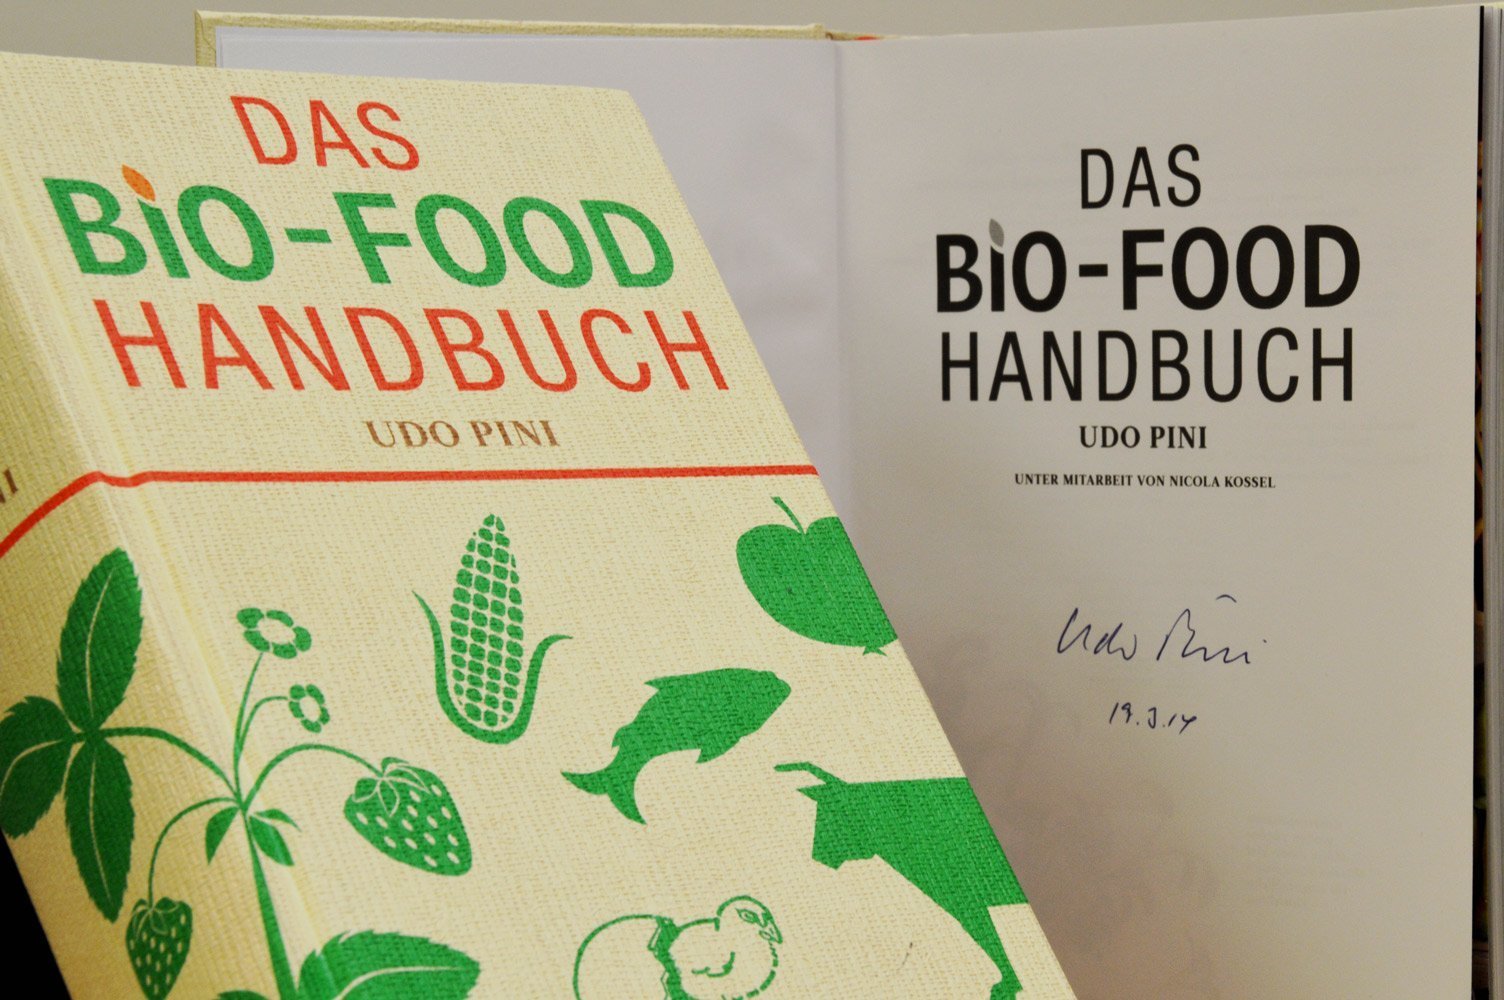 DAS
BiO-FOOD
HANDBUCH
UDO PINI
NI
DAS
BiO-FOOD
HANDBUCH
UDO PINI
UNTER MITARBEIT VON NICOLA KOSSEL
Udo Pini
19.3.14